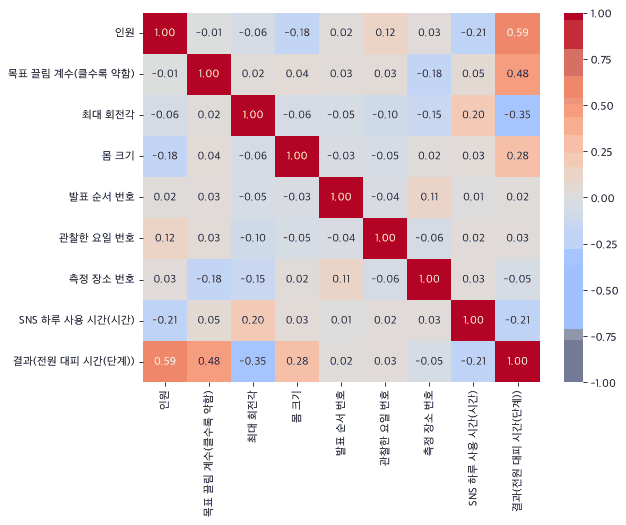 인원 1.00 -0.01 -0.06 -0.18 0.02 0.12 0.03 -0.21 0.59
목표 끌림 계수(클수록 약함) -0.01 1.00 0.02 0.04 0.03 0.03 -0.18 0.05 0.48
최대 회전각 -0.06 0.02 1.00 -0.06 -0.05 -0.10 -0.15 0.20 -0.35
몸 크기 -0.18 0.04 -0.06 1.00 -0.03 -0.05 0.02 0.03 0.28
발표 순서 번호 0.02 0.03 -0.05 -0.03 1.00 -0.04 0.11 0.01 0.02
관찰한 요일 번호 0.12 0.03 -0.10 -0.05 -0.04 1.00 -0.06 0.02 0.03
측정 장소 번호 0.03 -0.18 -0.15 0.02 0.11 -0.06 1.00 0.03 -0.05
SNS 하루 사용 시간(시간) -0.21 0.05 0.20 0.03 0.01 0.02 0.03 1.00 -0.21
결과(전원 대피 시간(단계)) 0.59 0.48 -0.35 0.28 0.02 0.03 -0.05 -0.21 1.00
인원
목표 끌림 계수(클수록 약함)
최대 회전각
몸 크기
발표 순서 번호
관찰한 요일 번호
측정 장소 번호
SNS 하루 사용 시간(시간)
결과(전원 대피 시간(단계))
1.00
0.75
0.50
0.25
0.00
-0.25
-0.50
-0.75
-1.00